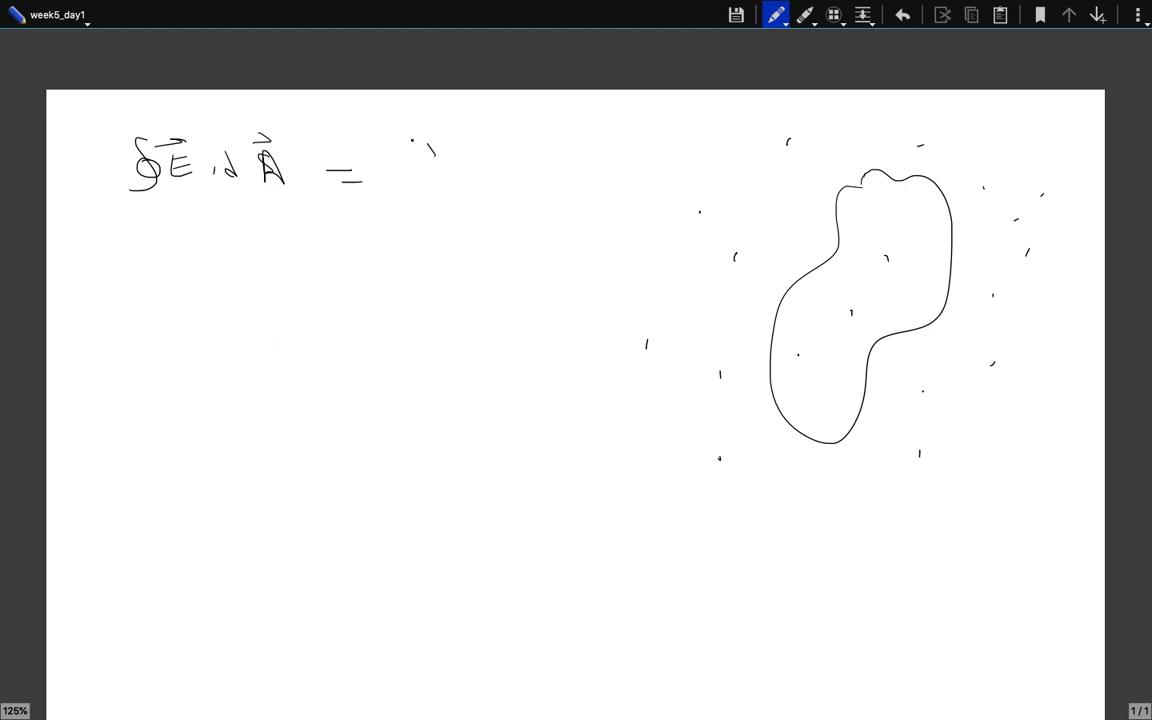 week5_day1
∮E⃗ . dA⃗ =
125%
1 / 1